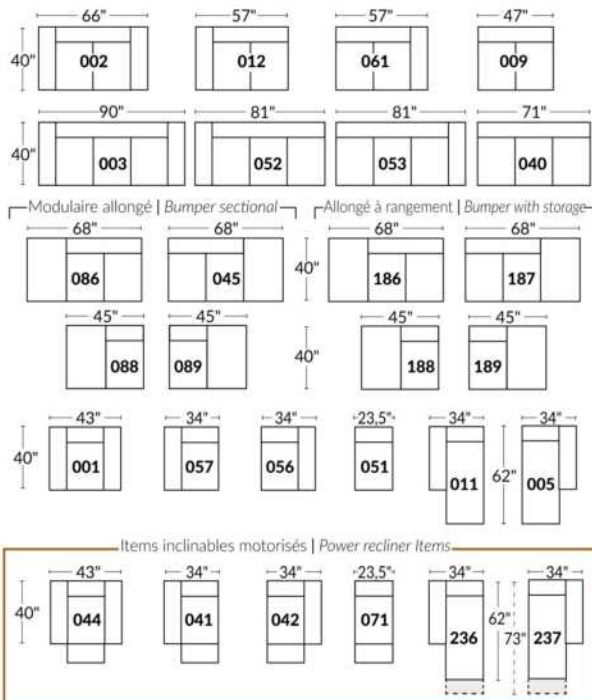 66" 57" 57" 47"
40" 002 012 061 009
90" 81" 81" 71"
40" 003 052 053 040
Modulaire allongé | Bumper sectional Allongé à rangement | Bumper with storage
68" 68" 68" 68"
086 045 40" 186 187
45" 45" 45" 45"
088 089 40" 188 189
43" 34" 34" 23,5" 34" 34"
40" 001 057 056 051 011 62" 005
Items inclinables motorisés | Power recliner Items
43" 34" 34" 23,5" 34" 34"
40" 044 041 042 071 236 62" 73" 237